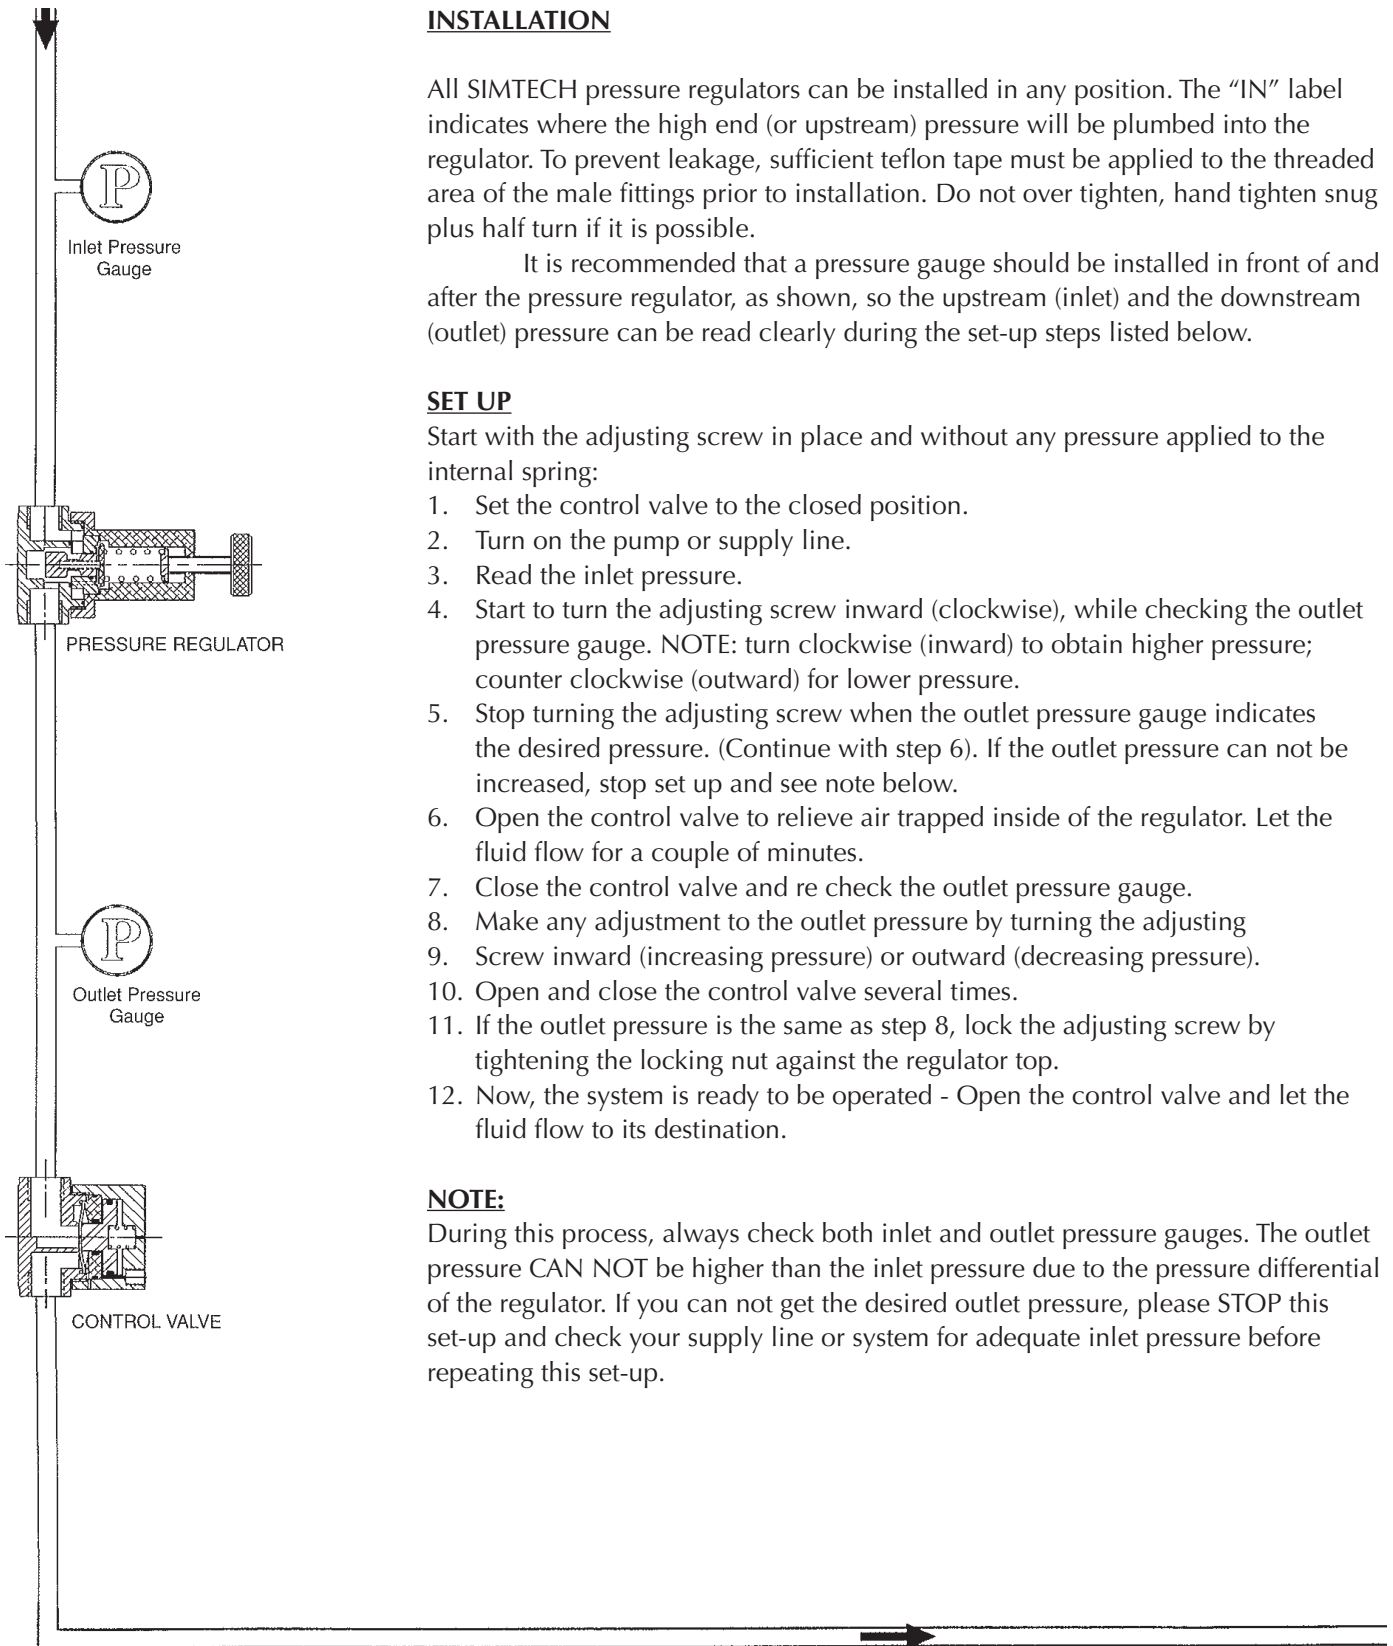 INSTALLATION
All SIMTECH pressure regulators can be installed in any position. The “IN” label
indicates where the high end (or upstream) pressure will be plumbed into the
regulator. To prevent leakage, sufficient teflon tape must be applied to the threaded
area of the male fittings prior to installation. Do not over tighten, hand tighten snug
plus half turn if it is possible.
It is recommended that a pressure gauge should be installed in front of and
after the pressure regulator, as shown, so the upstream (inlet) and the downstream
(outlet) pressure can be read clearly during the set-up steps listed below.
SET UP
Start with the adjusting screw in place and without any pressure applied to the
internal spring:
1. Set the control valve to the closed position.
2. Turn on the pump or supply line.
3. Read the inlet pressure.
4. Start to turn the adjusting screw inward (clockwise), while checking the outlet
pressure gauge. NOTE: turn clockwise (inward) to obtain higher pressure;
counter clockwise (outward) for lower pressure.
5. Stop turning the adjusting screw when the outlet pressure gauge indicates
the desired pressure. (Continue with step 6). If the outlet pressure can not be
increased, stop set up and see note below.
6. Open the control valve to relieve air trapped inside of the regulator. Let the
fluid flow for a couple of minutes.
7. Close the control valve and re check the outlet pressure gauge.
8. Make any adjustment to the outlet pressure by turning the adjusting
9. Screw inward (increasing pressure) or outward (decreasing pressure).
10. Open and close the control valve several times.
11. If the outlet pressure is the same as step 8, lock the adjusting screw by
tightening the locking nut against the regulator top.
12. Now, the system is ready to be operated - Open the control valve and let the
fluid flow to its destination.
NOTE:
During this process, always check both inlet and outlet pressure gauges. The outlet
pressure CAN NOT be higher than the inlet pressure due to the pressure differential
of the regulator. If you can not get the desired outlet pressure, please STOP this
set-up and check your supply line or system for adequate inlet pressure before
repeating this set-up.
P
Inlet Pressure
Gauge
PRESSURE REGULATOR
P
Outlet Pressure
Gauge
CONTROL VALVE